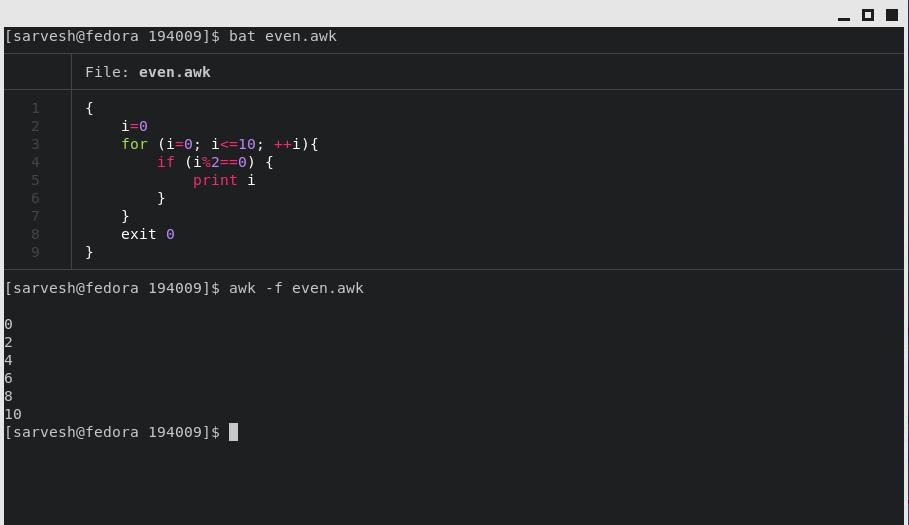 [sarvesh@fedora 194009]$ bat even.awk
File: even.awk
1 {
2     i=0
3     for (i=0; i<=10; ++i){
4         if (i%2==0) {
5             print i
6         }
7     }
8     exit 0
9 }
[sarvesh@fedora 194009]$ awk -f even.awk
0
2
4
6
8
10
[sarvesh@fedora 194009]$